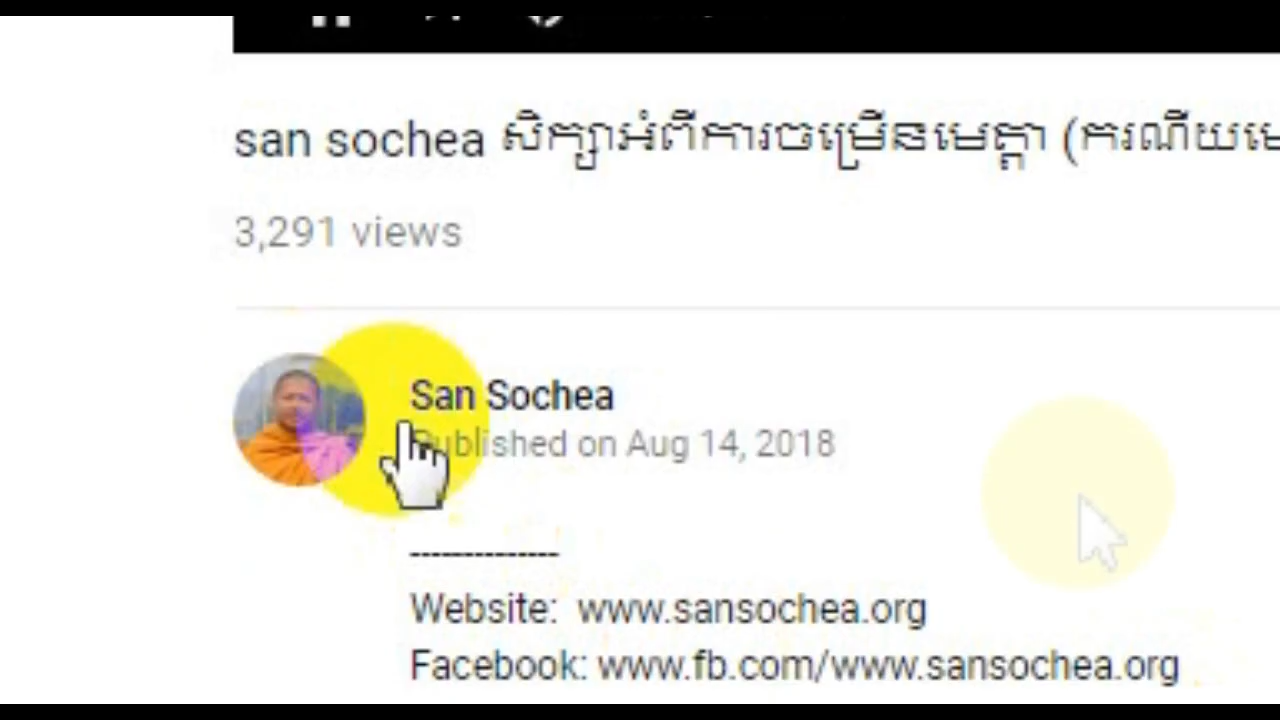 san sochea សិក្សាអំពីការចម្រើនមេត្តា (ករណីយមេ
3,291 views
San Sochea
Published on Aug 14, 2018
--------------
Website: www.sansochea.org
Facebook: www.fb.com/www.sansochea.org